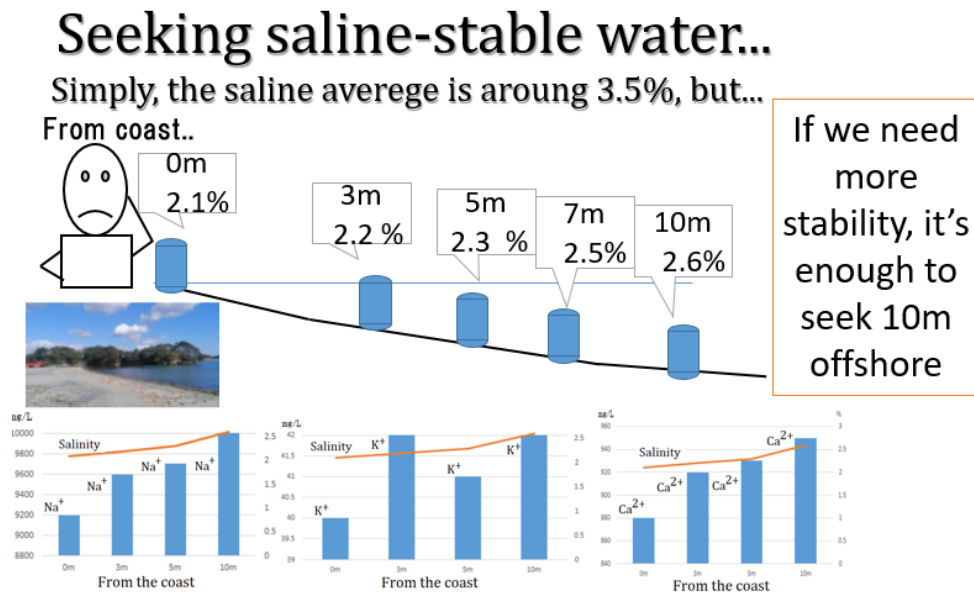 Seeking saline-stable water...
Simply, the saline averege is aroung 3.5%, but...
From coast..
0m
2.1%
3m
2.2 %
5m
2.3 %
7m
2.5%
10m
2.6%
If we need
more
stability, it's
enough to
seek 10m
offshore
mg/L
10000
9800
9600
9400
9200
9000
8800
Salinity
Na+
Na+
Na+
Na+
2.5
2
1.5
1
0.5
0
0m
3m
5m
10m
From the coast
mg/L
42
41.5
41
40.5
40
39.5
39
Salinity
K+
K+
K+
K+
2.5
2
1.5
1
0.5
0
0m
3m
5m
10m
From the coast
mg/L
960
940
920
900
880
860
840
Salinity
Ca2+
Ca2+
Ca2+
Ca2+
%
3
2.5
2
1.5
1
0.5
0
0m
3m
5m
10m
From the coast